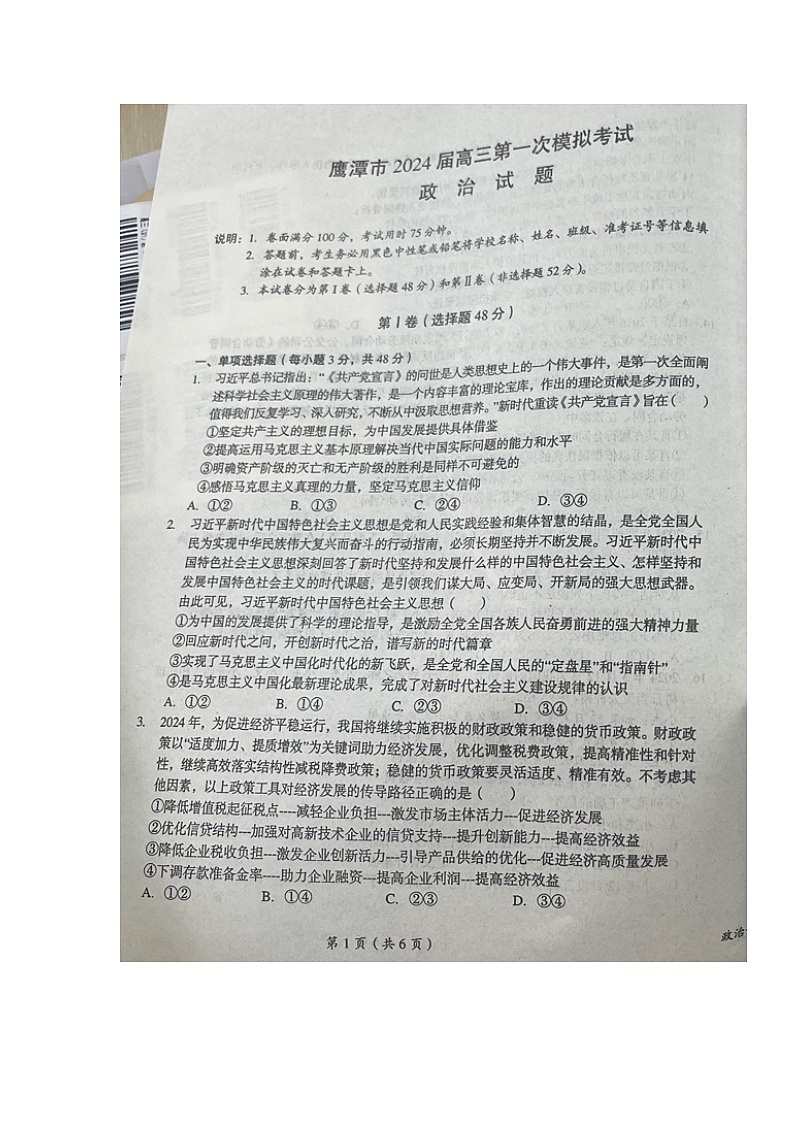 鹰潭市 2024 届高三第一次模拟考试
政 治 试 题
说明：1. 卷面满分 100 分，考试用时 75 分钟。
2. 答题前，考生务必用黑色中性笔或铅笔将学校名称、姓名、班级、准考证号等信息填
涂在试卷和答题卡上。
3. 本试卷分为第Ⅰ卷（选择题 48 分）和第Ⅱ卷（非选择题 52 分）。
第Ⅰ卷（选择题 48 分）
一、单项选择题（每小题 3 分，共 48 分）
1. 习近平总书记指出：“《共产党宣言》的问世是人类思想史上的一个伟大事件，是第一次全面阐
述科学社会主义原理的伟大著作，是一个内容丰富的理论宝库，作出的理论贡献是多方面的，
值得我们反复学习、深入研究，不断从中汲取思想营养。”新时代重读《共产党宣言》旨在（ ）
①坚定共产主义的理想目标，为中国发展提供具体借鉴
②提高运用马克思主义基本原理解决当代中国实际问题的能力和水平
③明确资产阶级的灭亡和无产阶级的胜利是同样不可避免的
④感悟马克思主义真理的力量，坚定马克思主义信仰
A. ①② B. ①③ C. ②④ D. ③④
2. 习近平新时代中国特色社会主义思想是党和人民实践经验和集体智慧的结晶，是全党全国人
民为实现中华民族伟大复兴而奋斗的行动指南，必须长期坚持并不断发展。习近平新时代中
国特色社会主义思想深刻回答了新时代坚持和发展什么样的中国特色社会主义、怎样坚持和
发展中国特色社会主义的时代课题，是引领我们谋大局、应变局、开新局的强大思想武器。
由此可见，习近平新时代中国特色社会主义思想（ ）
①为中国的发展提供了科学的理论指导，是激励全党全国各族人民奋勇前进的强大精神力量
②回应新时代之问，开创新时代之治，谱写新的时代篇章
③实现了马克思主义中国化时代化的新飞跃，是全党和全国人民的“定盘星”和“指南针”
④是马克思主义中国化最新理论成果，完成了对新时代社会主义建设规律的认识
A. ①② B. ①④ C. ②③ D. ③④
3. 2024 年，为促进经济平稳运行，我国将继续实施积极的财政政策和稳健的货币政策。财政政
策以“适度加力、提质增效”为关键词助力经济发展，优化调整税费政策，提高精准性和针对
性，继续高效落实结构性减税降费政策；稳健的货币政策要灵活适度、精准有效。不考虑其
他因素，以上政策工具对经济发展的传导路径正确的是（ ）
①降低增值税起征税点----减轻企业负担---激发市场主体活力---促进经济发展
②优化信贷结构---加强对高新技术企业的信贷支持---提升创新能力---提高经济效益
③降低企业税收负担---激发企业创新活力---引导产品供给的优化---促进经济高质量发展
④下调存款准备金率----助力企业融资---提高企业利润---提高经济效益
A. ①② B. ①④ C. ②③ D. ③④
第 1 页（共 6 页）
政治